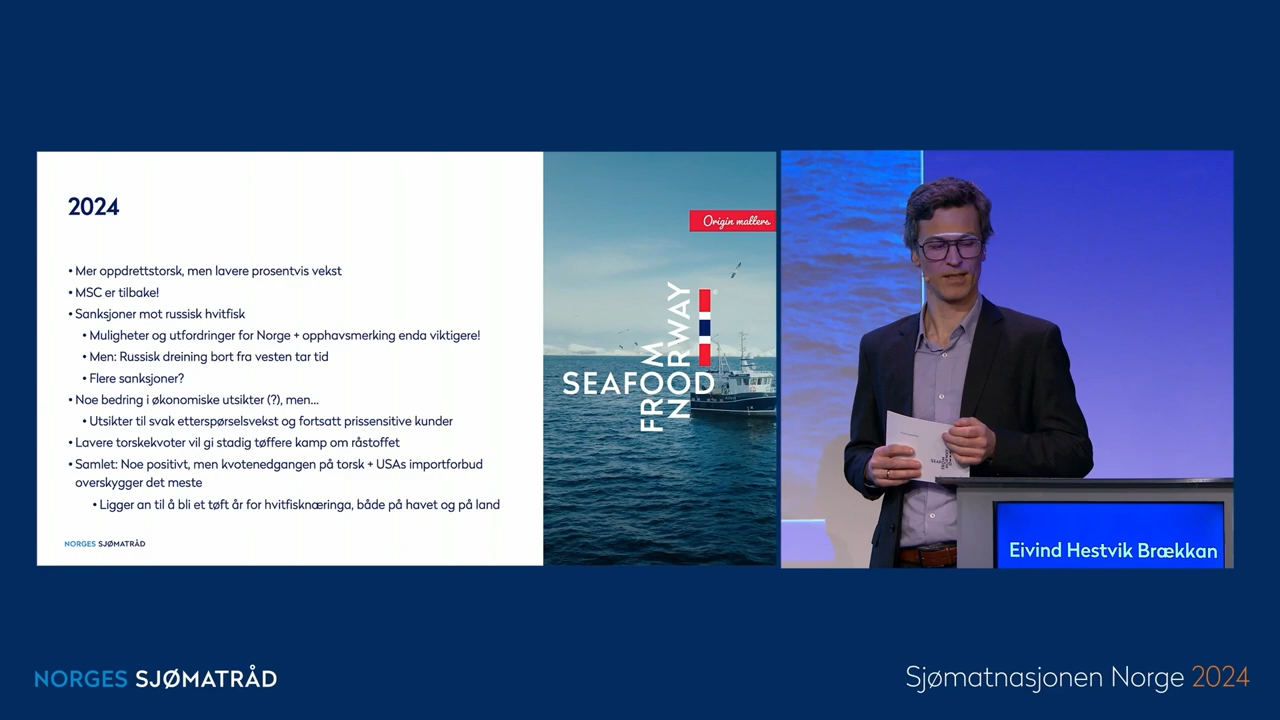 2024
• Mer oppdrettstorsk, men lavere prosentvis vekst
• MSC er tilbake!
• Sanksjoner mot russisk hvitfisk
• Muligheter og utfordringer for Norge + opphavsmerking enda viktigere!
• Men: Russisk dreining bort fra vesten tar tid
• Flere sanksjoner?
• Noe bedring i økonomiske utsikter (?), men...
• Utsikter til svak etterspørselsvekst og fortsatt prissensitive kunder
• Lavere torskekvoter vil gi stadig tøffere kamp om råstoffet
• Samlet: Noe positivt, men kvotenedgangen på torsk + USAs importforbud
overskygger det meste
• Ligger an til å bli et tøft år for hvitfisknæringa, både på havet og på land
NORGES SJØMATRÅD
Origin matters.
SEAFOOD
FROM
NORWAY
SEAFOOD
Eivind Hestvik Brækkan
NORGES SJØMATRÅD
Sjømatnasjonen Norge 2024